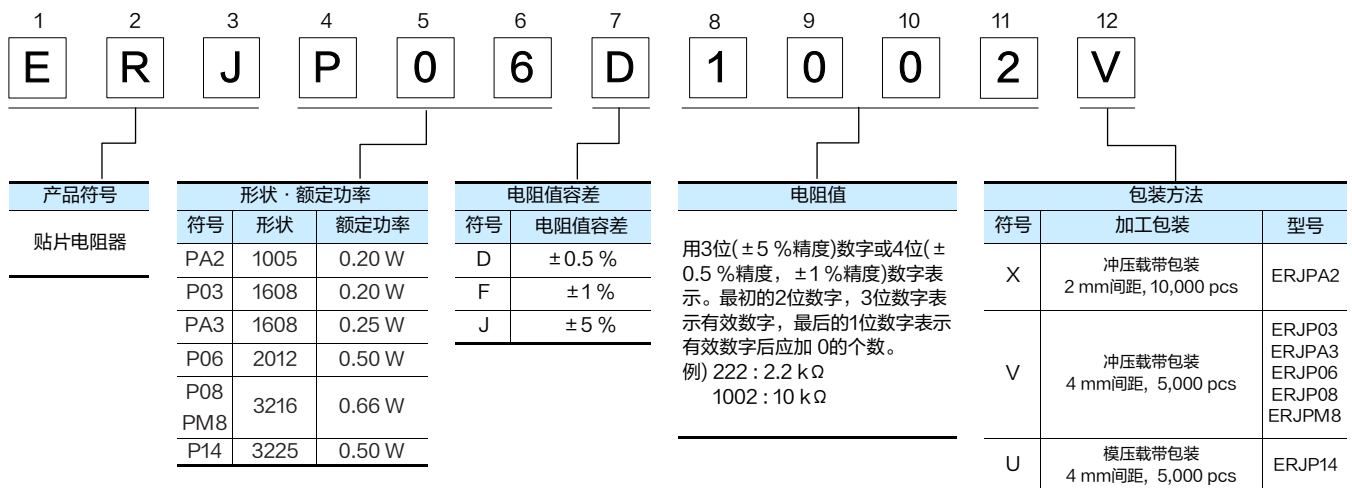 1 2 3 4 5 6 7 8 9 10 11 12
E R J P 0 6 D 1 0 0 2 V
产品符号
贴片电阻器
形状·额定功率
符号 形状 额定功率
PA2 1005 0.20 W
P03 1608 0.20 W
PA3 1608 0.25 W
P06 2012 0.50 W
P08
PM8 3216 0.66 W
P14 3225 0.50 W
电阻值容差
符号 电阻值容差
D ±0.5 %
F ±1 %
J ±5 %
电阻值
用3位(±5 %精度)数字或4位(±
0.5 %精度，±1 %精度)数字表
示。最初的2位数字，3位数字表
示有效数字，最后的1位数字表示
有效数字后应加 0的个数。
例) 222 : 2.2 kΩ
1002 : 10 kΩ
包装方法
符号 加工包装 型号
X 冲压载带包装
2 mm间距, 10,000 pcs ERJPA2
V 冲压载带包装
4 mm间距, 5,000 pcs
ERJP03
ERJPA3
ERJP06
ERJP08
ERJPM8
U 模压载带包装
4 mm间距, 5,000 pcs ERJP14